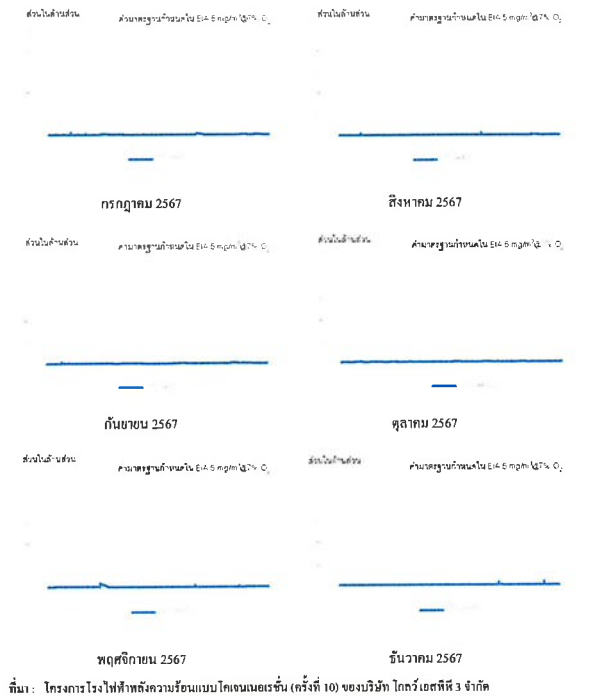 ส่วนในล้านส่วน ค่ามาตรฐานกำหนดใน EIA 5 mg/m³@7% O₂
ส่วนในล้านส่วน ค่ามาตรฐานกำหนดใน EIA 5 mg/m³@7% O₂
กรกฎาคม 2567
สิงหาคม 2567
ส่วนในล้านส่วน ค่ามาตรฐานกำหนดใน EIA 5 mg/m³@7% O₂
ส่วนในล้านส่วน ค่ามาตรฐานกำหนดใน EIA 5 mg/m³@ % O₂
กันยายน 2567
ตุลาคม 2567
ส่วนในล้านส่วน ค่ามาตรฐานกำหนดใน EIA 5 mg/m³@7% O₂
ส่วนในล้านส่วน ค่ามาตรฐานกำหนดใน EIA 5 mg/m³@7% O₂
พฤศจิกายน 2567
ธันวาคม 2567
ที่มา : โครงการโรงไฟฟ้าพลังความร้อนแบบโคเจนเนอเรชั่น (ครั้งที่ 10) ของบริษัท โกลว์ เอสพีพี 3 จำกัด